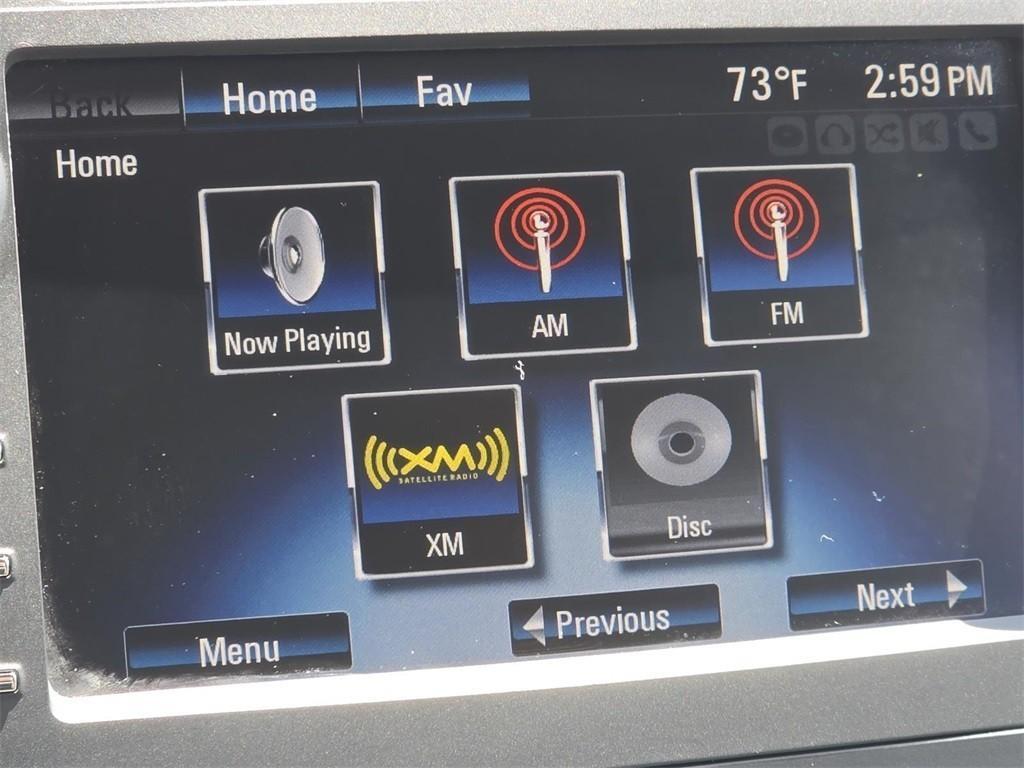 Back Home Fav 73°F 2:59 PM
Home
Now Playing AM FM
XM
SATELLITE RADIO
XM Disc
Menu Previous Next